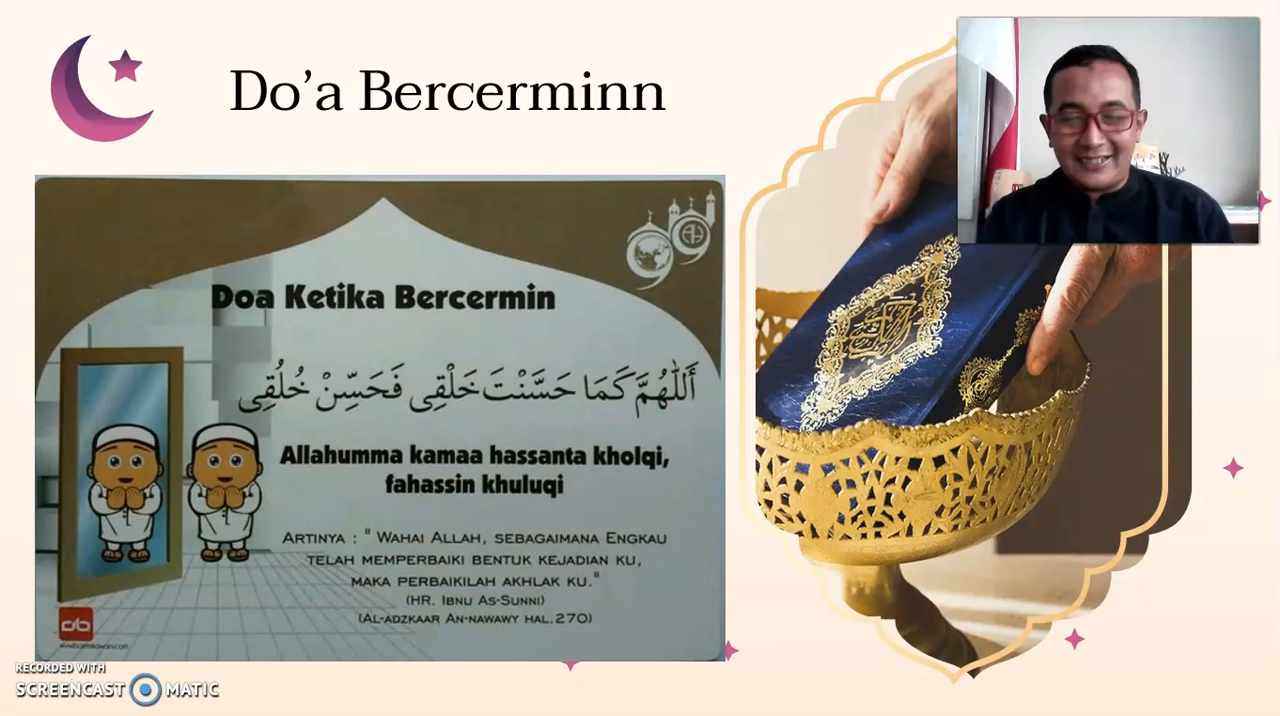 Do’a Bercerminn
Doa Ketika Bercermin
أَللّٰهُمَّ كَمَا حَسَّنْتَ خَلْقِى فَحَسِّنْ خُلُقِى
Allahumma kamaa hassanta kholqi,
fahassin khuluqi
Artinya : " Wahai Allah, sebagaimana Engkau
telah memperbaiki bentuk kejadian ku,
maka perbaikilah akhlak ku."
(HR. Ibnu As-Sunni)
(Al-adzkaar An-nawawy hal.270)
RECORDED WITH
SCREENCAST MATIC